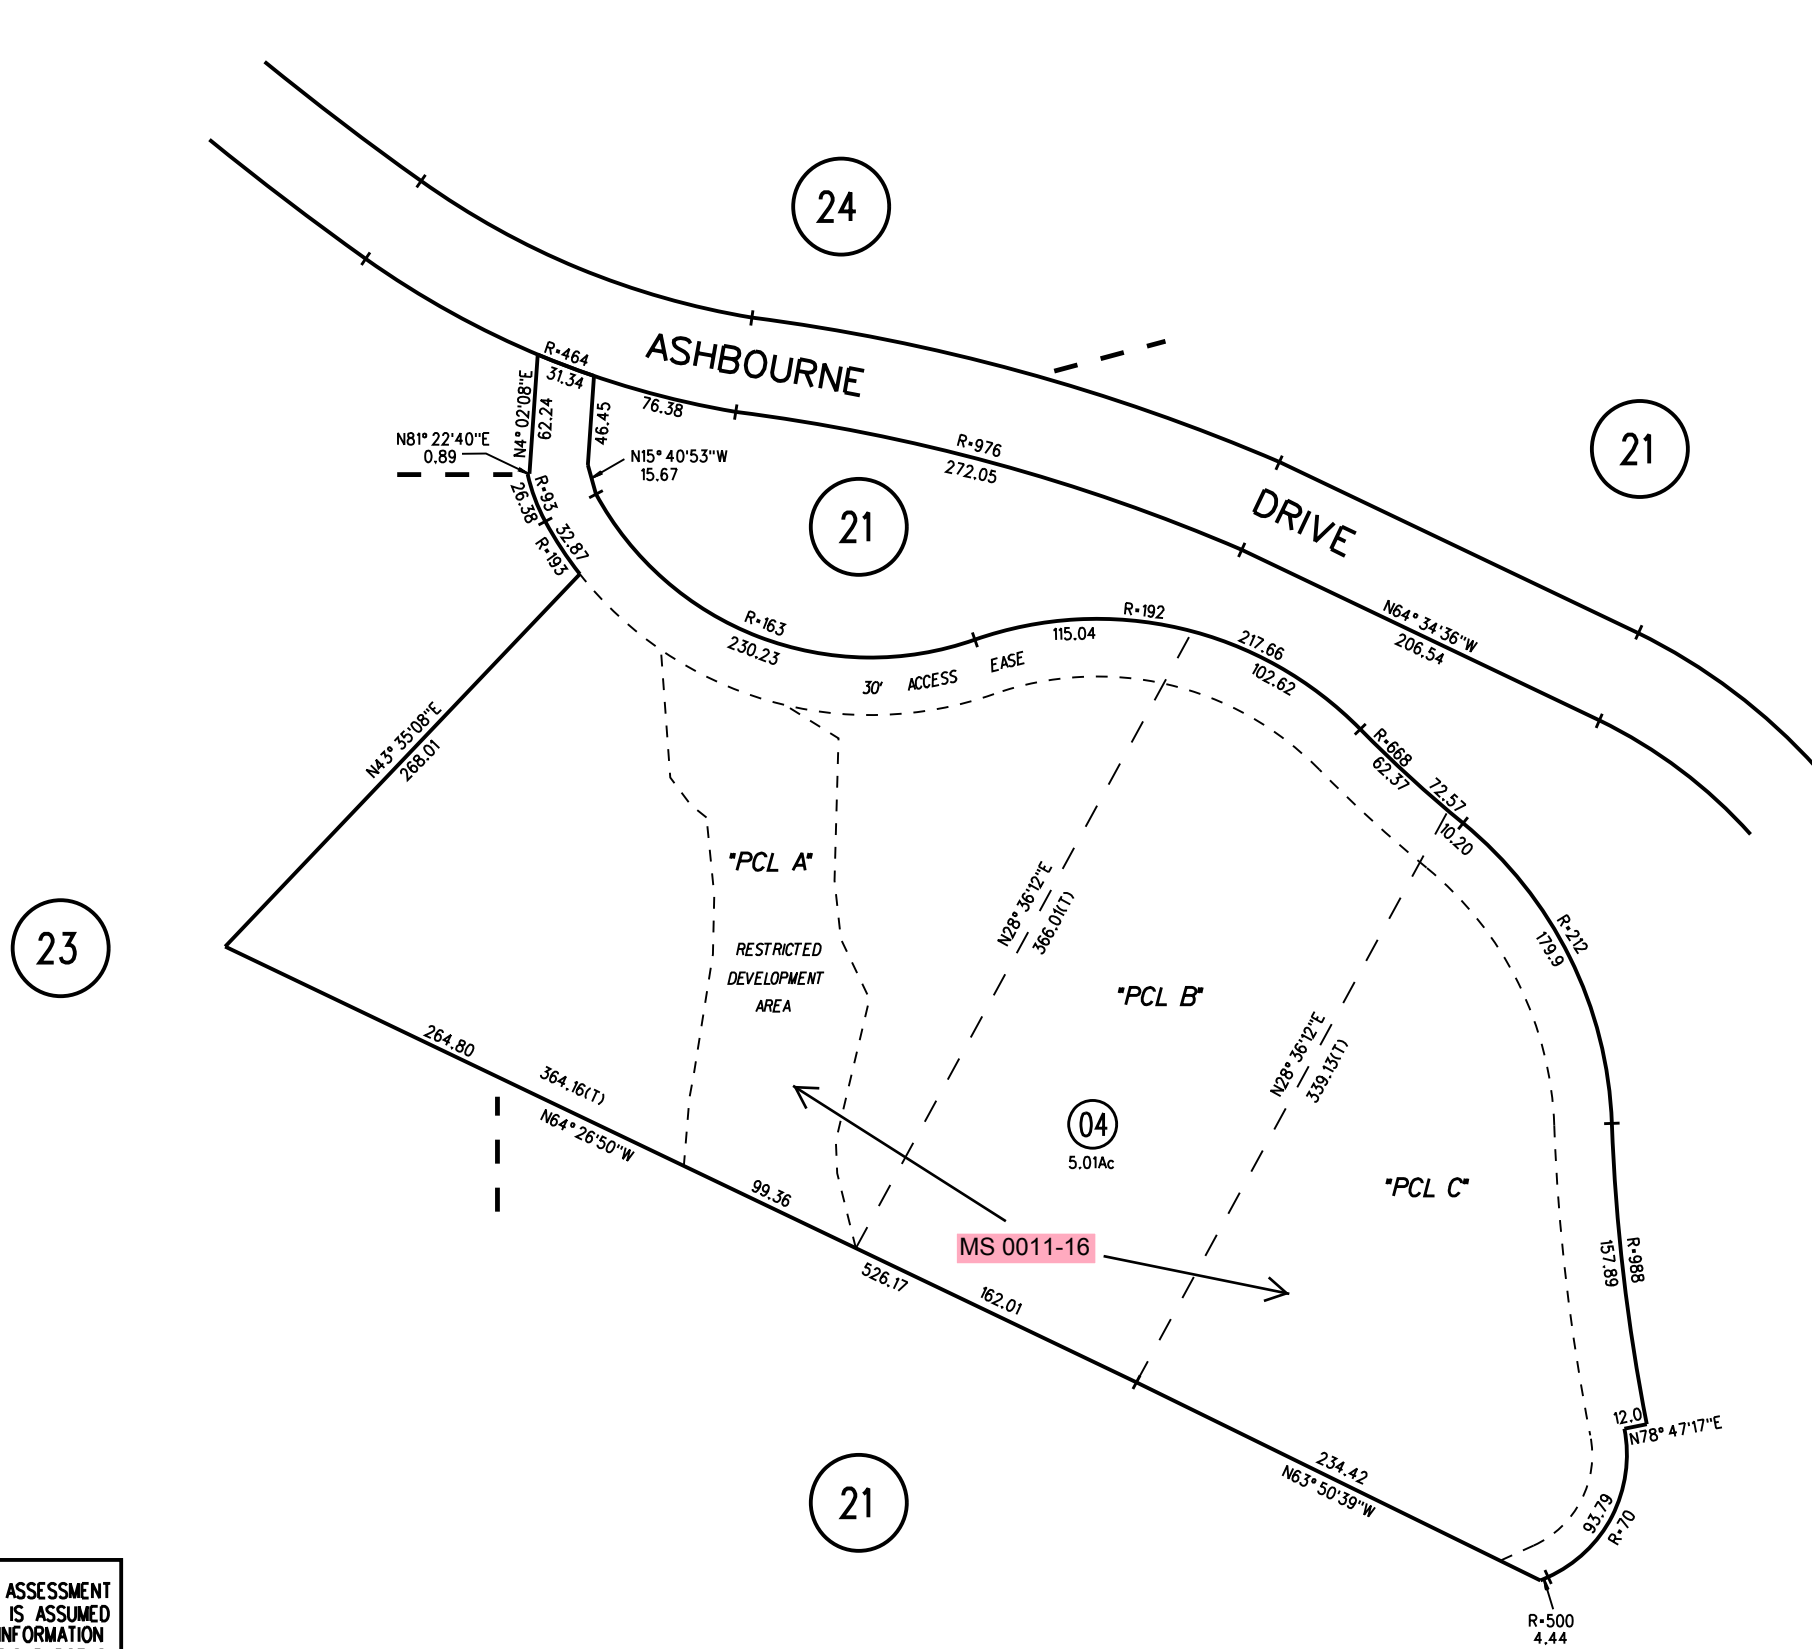 24
ASHBOURNE
R=464
31.34
76.38
N4° 02'08"E
62.24
46.45
N81° 22'40"E
0.89
N15° 40'53"W
15.67
R=976
272.05
21
DRIVE
21
R=93
26.38
32.87
R=193
R=163
230.23
R=192
115.04
30' ACCESS EASE
217.66
102.62
N64° 34'36"W
206.54
N43° 35'08"E
268.01
R=668
62.37
72.57
10.20
"PCL A"
N28° 36'12"E
366.01(T)
23
RESTRICTED
DEVELOPMENT
AREA
"PCL B"
R=212
179.9
264.80
364.16(T)
N64° 26'50"W
N28° 36'12"E
339.13(T)
04
5.01Ac
"PCL C"
99.36
MS 0011-16
526.17
162.01
R=988
157.89
12.0
N78° 47'17"E
234.42
N63° 50'39"W
21
93.79
R=70
R=500
4.44
ASSESSMENT
IS ASSUMED
INFORMATION